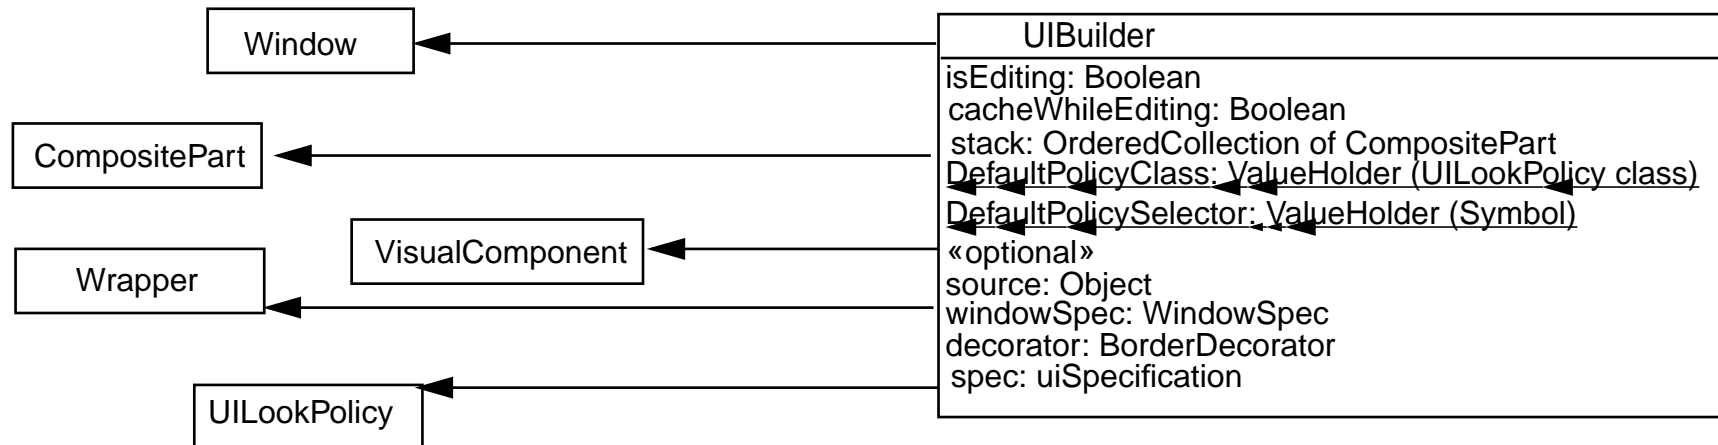 Window
CompositePart
VisualComponent
Wrapper
UILookPolicy
UIBuilder
isEditing: Boolean
cacheWhileEditing: Boolean
stack: OrderedCollection of CompositePart
DefaultPolicyClass: ValueHolder (UILookPolicy class)
DefaultPolicySelector: ValueHolder (Symbol)
«optional»
source: Object
windowSpec: WindowSpec
decorator: BorderDecorator
spec: uiSpecification